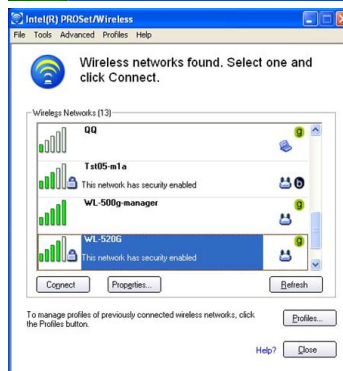 Intel(R) PROSet/Wireless
File Tools Advanced Profiles Help
Wireless networks found. Select one and
click Connect.
Wireless Networks (13)
QQ
g
Tst05-m1a
This network has security enabled
b
WL-500g-manager
g
WL-520G
g
This network has security enabled
Connect Properties... Refresh
To manage profiles of previously connected wireless networks, click
the Profiles button.
Profiles...
Help? Close